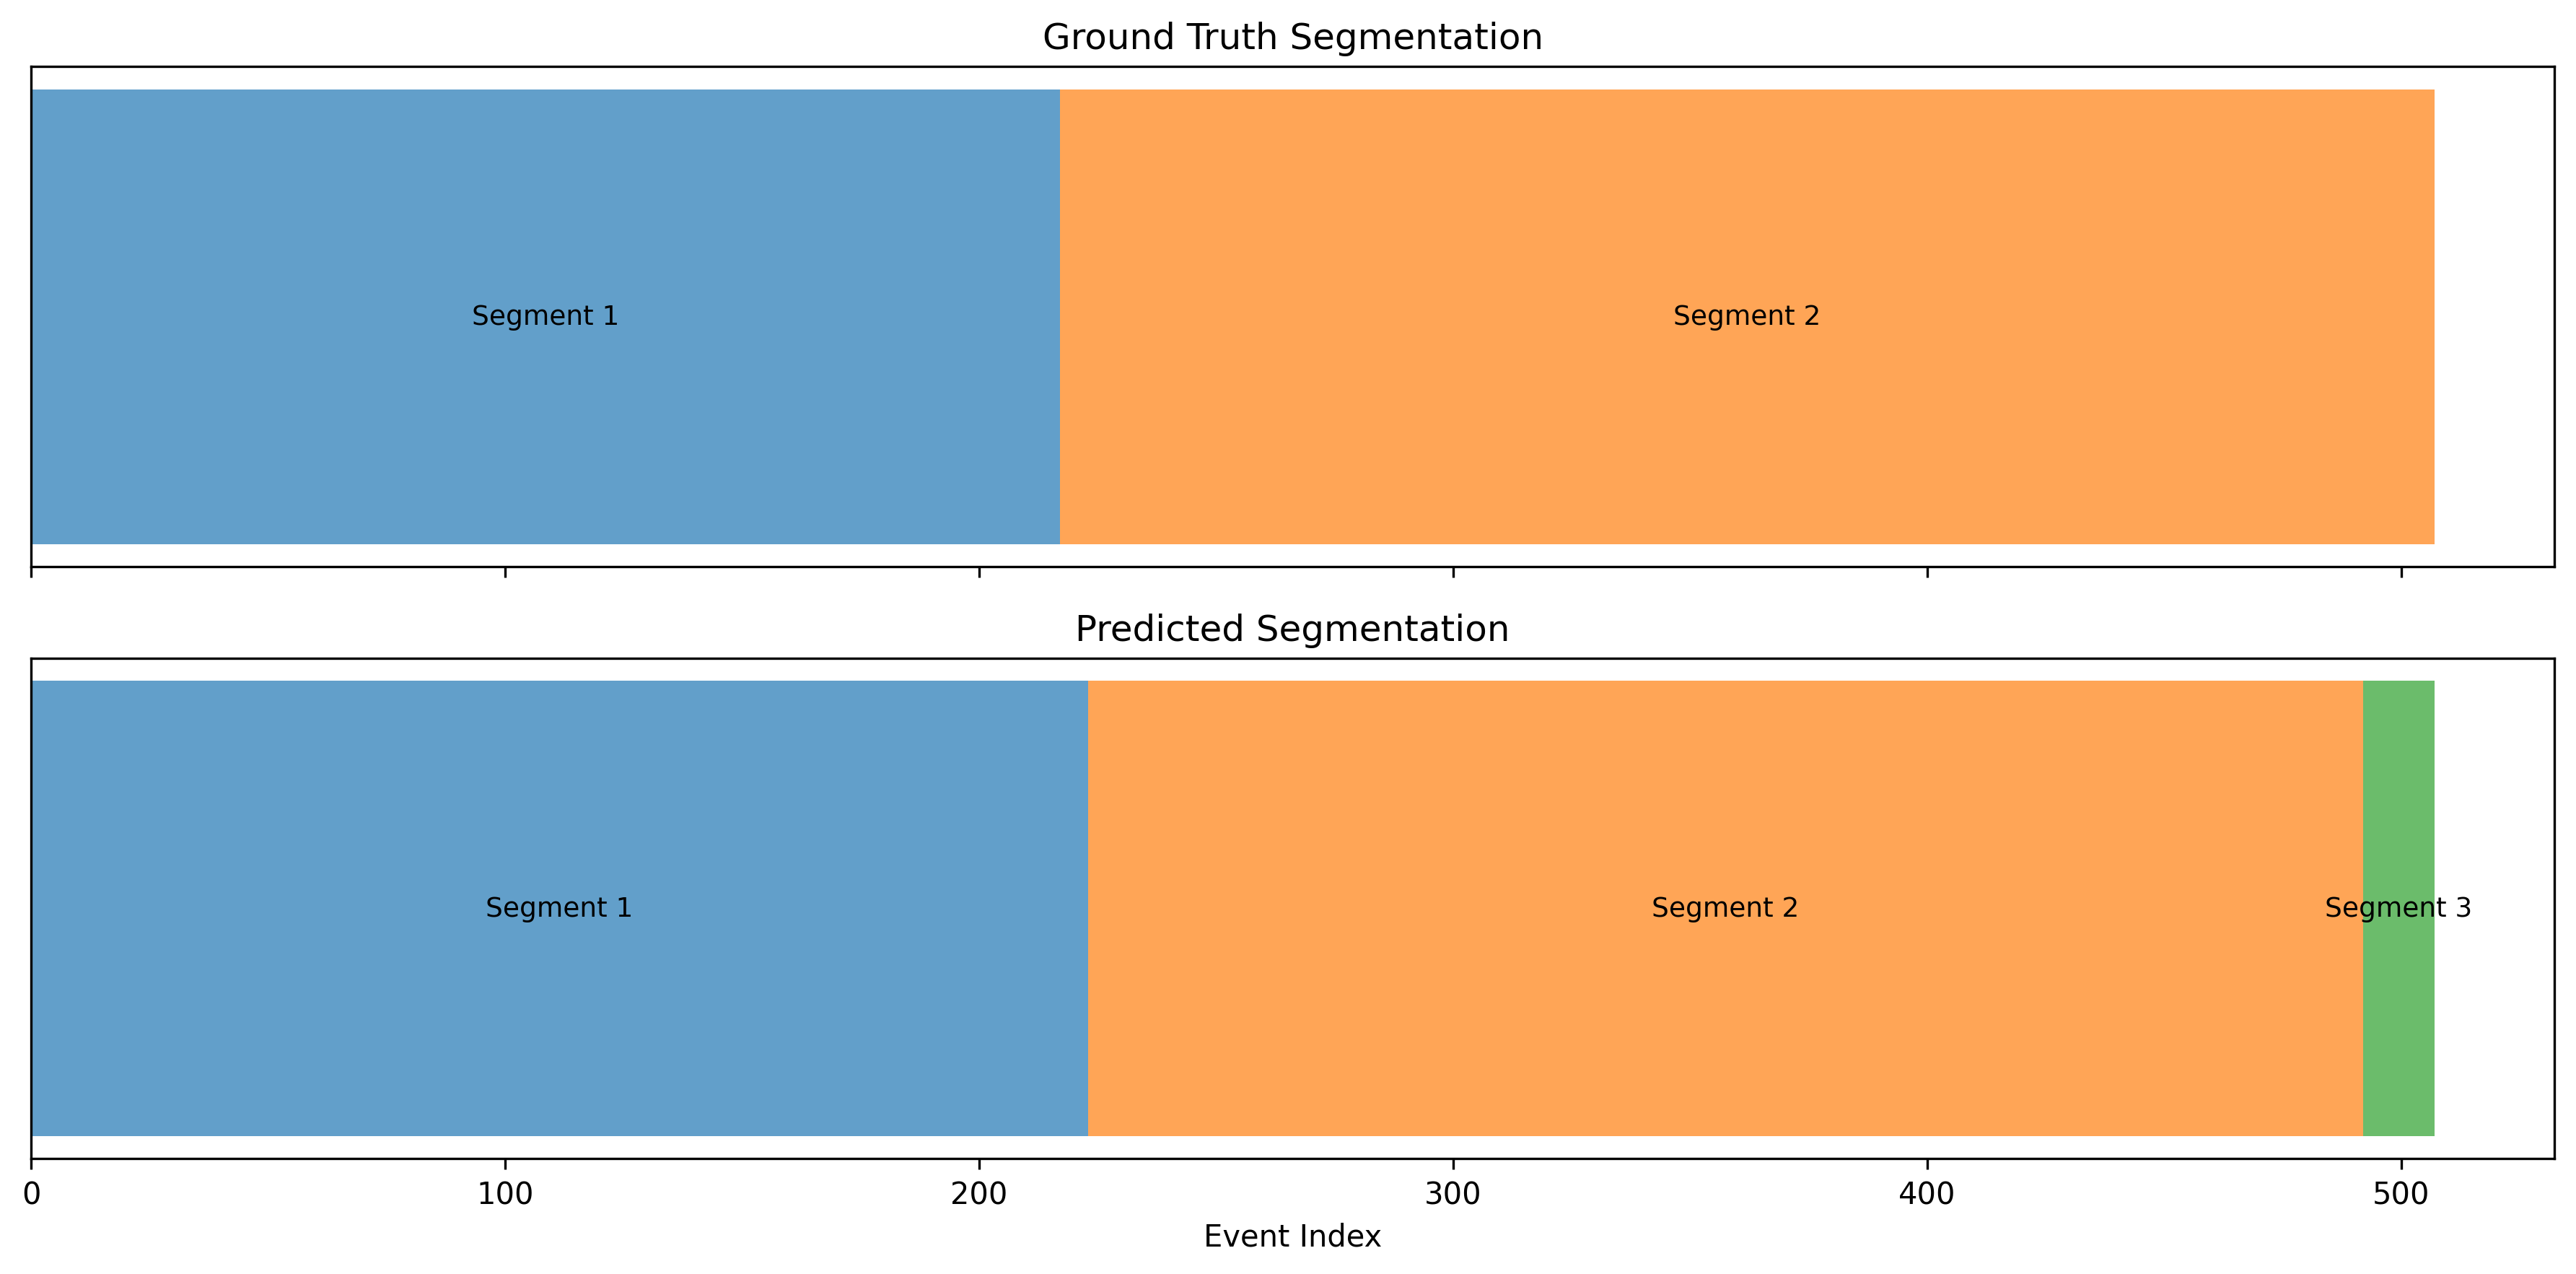 Ground Truth Segmentation
Segment 1
Segment 2
Predicted Segmentation
Segment 1
Segment 2
Segment 3
0
100
200
300
400
500
Event Index